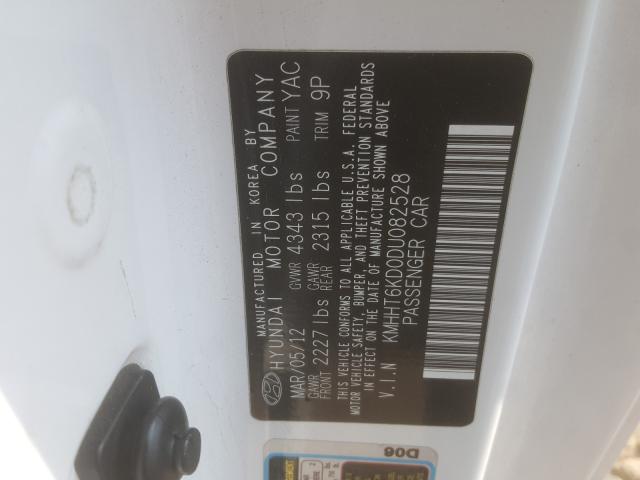 MANUFACTURED IN KOREA BY
HYUNDAI MOTOR COMPANY
MAR/05/12 GVWR 4343 lbs PAINT YAC
GAWR FRONT 2227 lbs GAWR REAR 2315 lbs TRIM 9P
THIS VEHICLE CONFORMS TO ALL APPLICABLE U.S.A. FEDERAL
MOTOR VEHICLE SAFETY, BUMPER, AND THEFT PREVENTION STANDARDS
IN EFFECT ON THE DATE OF MANUFACTURE SHOWN ABOVE
V.I.N KMHHT6KD0DU082528
PASSENGER CAR
D06